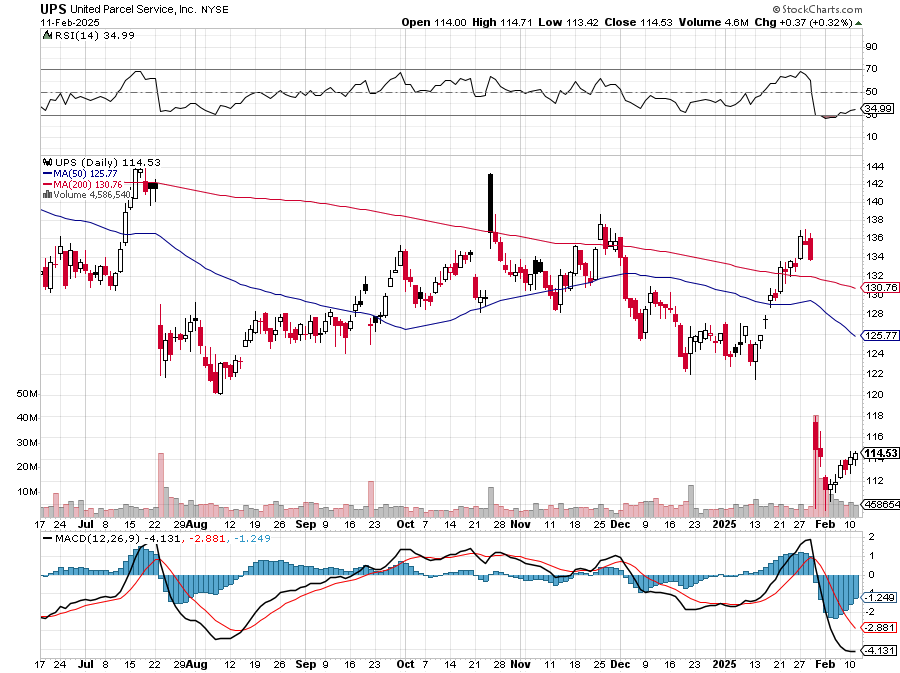 UPS United Parcel Service, Inc. NYSE © StockCharts.com
11-Feb-2025 Open 114.00 High 114.71 Low 113.42 Close 114.53 Volume 4.6M Chg +0.37 (+0.32%)
RSI(14) 34.99
90
70
50
34.99
30
10
UPS (Daily) 114.53
MA(50) 125.77
MA(200) 130.76
Volume 4,586,540
144
142
140
138
136
134
132
130.76
130
128
125.77
124
122
120
118
116
114.53
114
112
50M
40M
30M
20M
10M
458654
17 24 Jul 8 15 22 29 Aug 12 19 26 Sep 9 16 23 Oct 7 14 21 28 Nov 11 18 25 Dec 9 16 23 2025 13 21 27 Feb 10
MACD(12,26,9) -4.131, -2.881, -1.249
2
1
0
-1.249
-2
-2.881
-4.131
17 24 Jul 8 15 22 29 Aug 12 19 26 Sep 9 16 23 Oct 7 14 21 28 Nov 11 18 25 Dec 9 16 23 2025 13 21 27 Feb 10